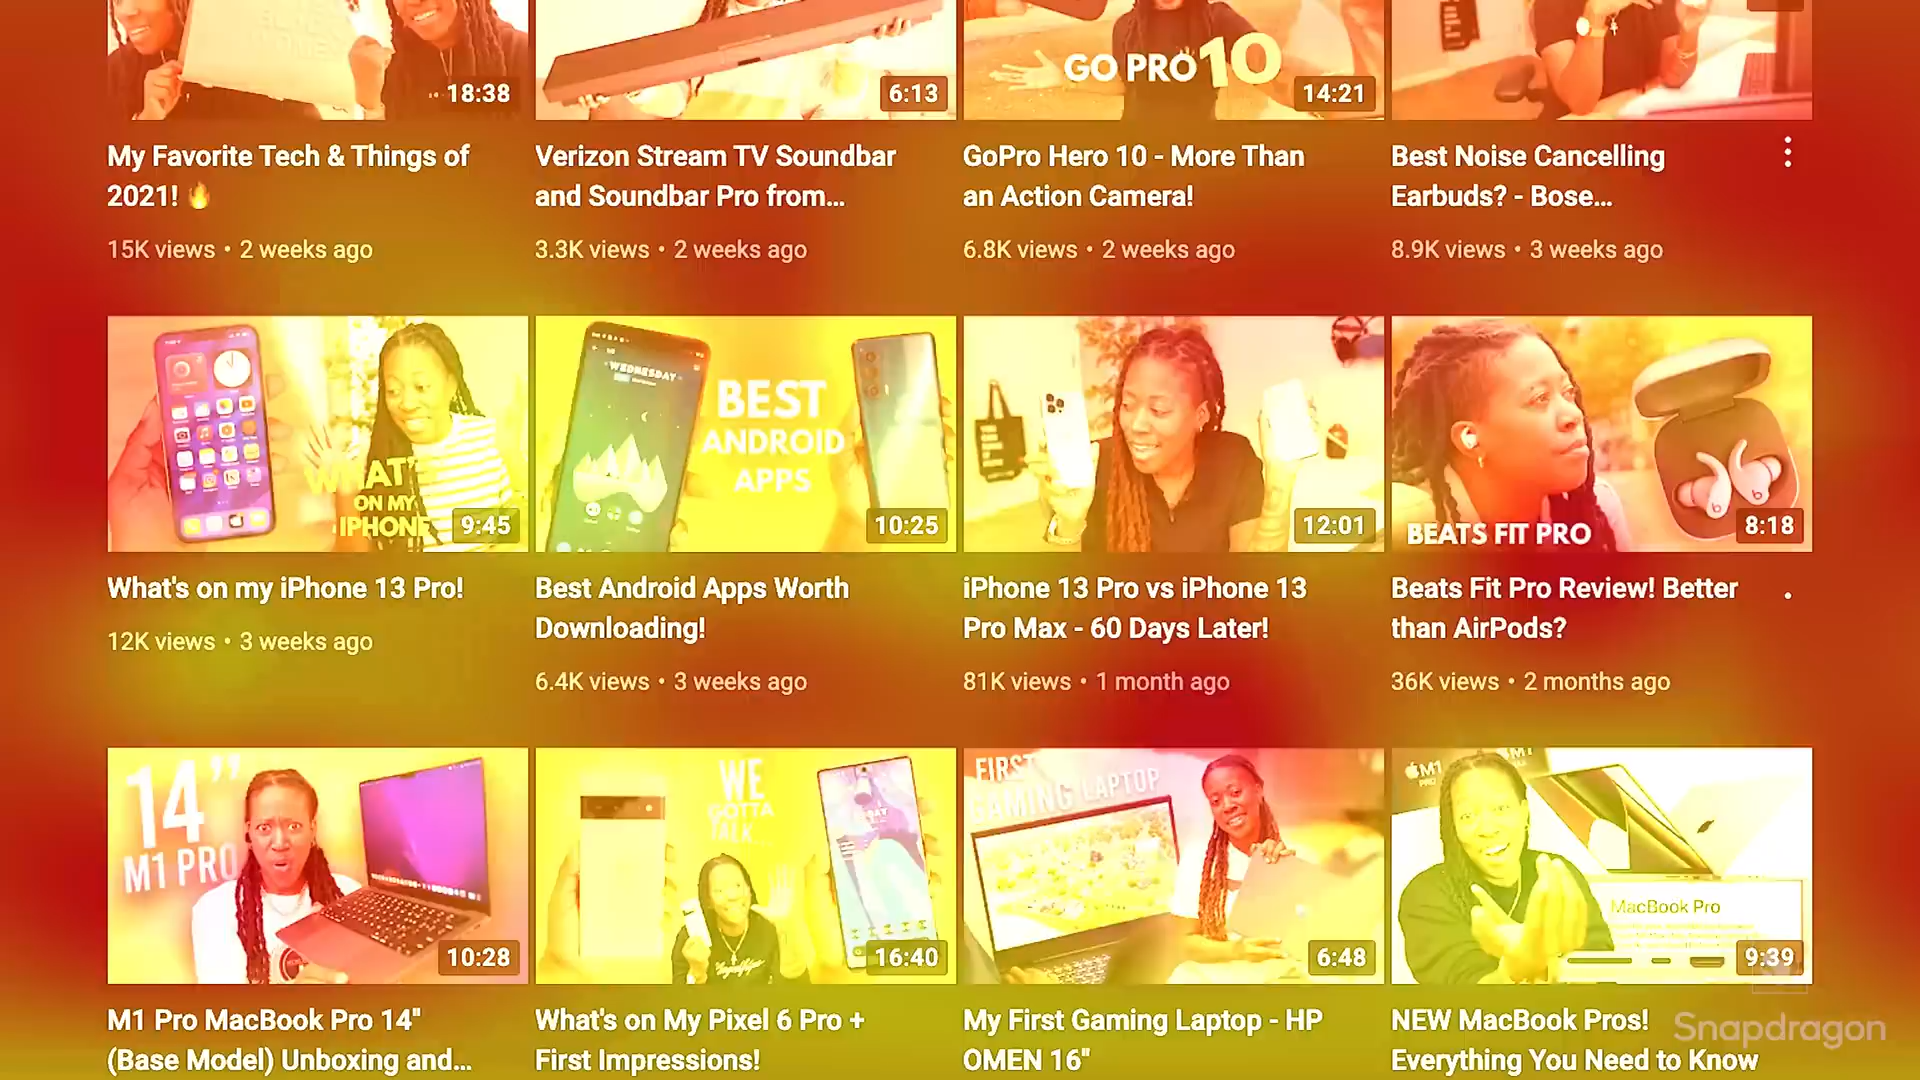 GO PRO 10
18:38
6:13
14:21
My Favorite Tech & Things of
2021! 🔥
15K views • 2 weeks ago
Verizon Stream TV Soundbar
and Soundbar Pro from...
3.3K views • 2 weeks ago
GoPro Hero 10 - More Than
an Action Camera!
6.8K views • 2 weeks ago
Best Noise Cancelling
Earbuds? - Bose...
8.9K views • 3 weeks ago
WHAT'
ON MY
IPHONE
9:45
WEDNESDAY
BEST
ANDROID
APPS
10:25
12:01
BEATS FIT PRO
8:18
What's on my iPhone 13 Pro!
12K views • 3 weeks ago
Best Android Apps Worth
Downloading!
6.4K views • 3 weeks ago
iPhone 13 Pro vs iPhone 13
Pro Max - 60 Days Later!
81K views • 1 month ago
Beats Fit Pro Review! Better
than AirPods?
36K views • 2 months ago
14”
M1 PRO
10:28
WE
GOTTA
TALK...
16:40
FIRST
GAMING LAPTOP
6:48
M1
PRO
MacBook Pro
9:39
M1 Pro MacBook Pro 14"
(Base Model) Unboxing and...
What's on My Pixel 6 Pro +
First Impressions!
My First Gaming Laptop - HP
OMEN 16"
NEW MacBook Pros!
Everything You Need to Know
Snapdragon